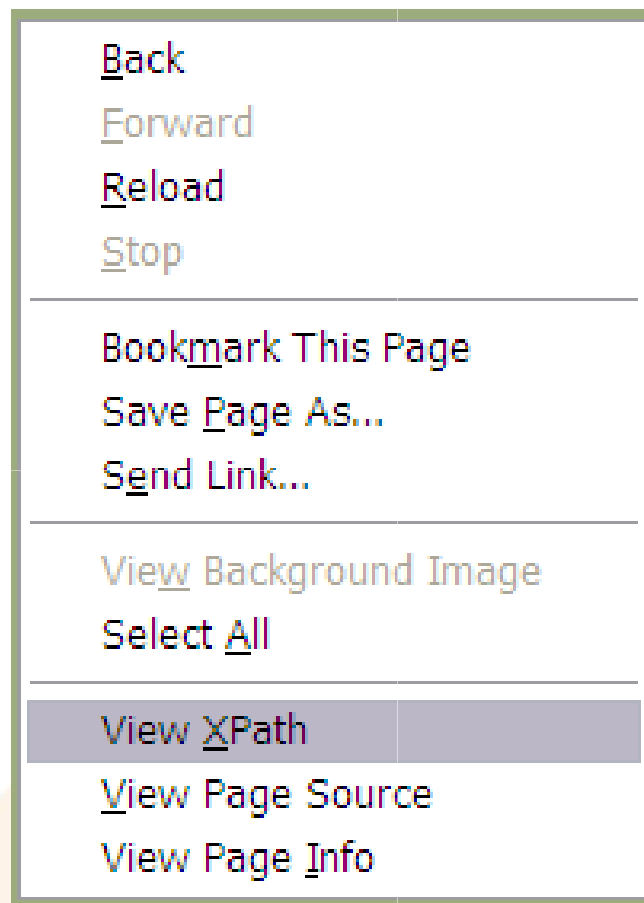 Back
Forward
Reload
Stop
Bookmark This Page
Save Page As...
Send Link...
View Background Image
Select All
View XPath
View Page Source
View Page Info